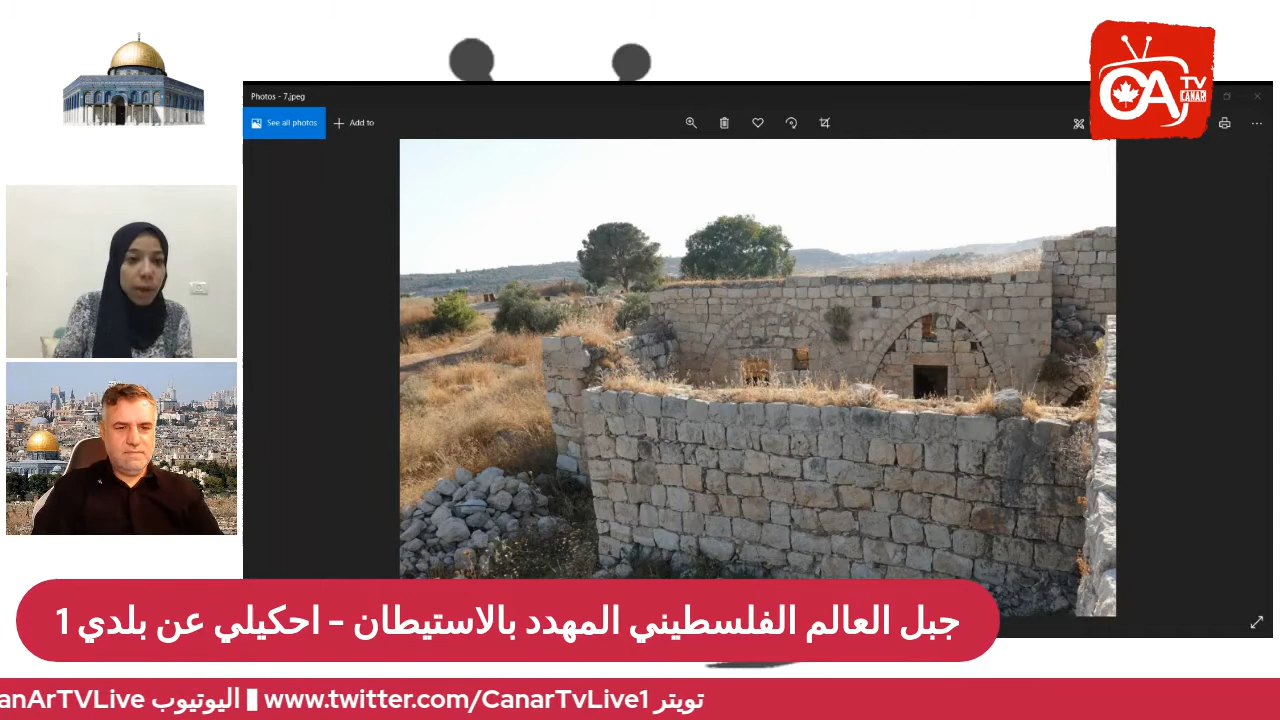 Photos - 7.jpeg
See all photos
Add to
CA TV
CANAR
جبل العالم الفلسطيني المهدد بالاستيطان – احكيلي عن بلدي 1
تويتر www.twitter.com/CanarTvLive1 اليوتيوب anArTVLive